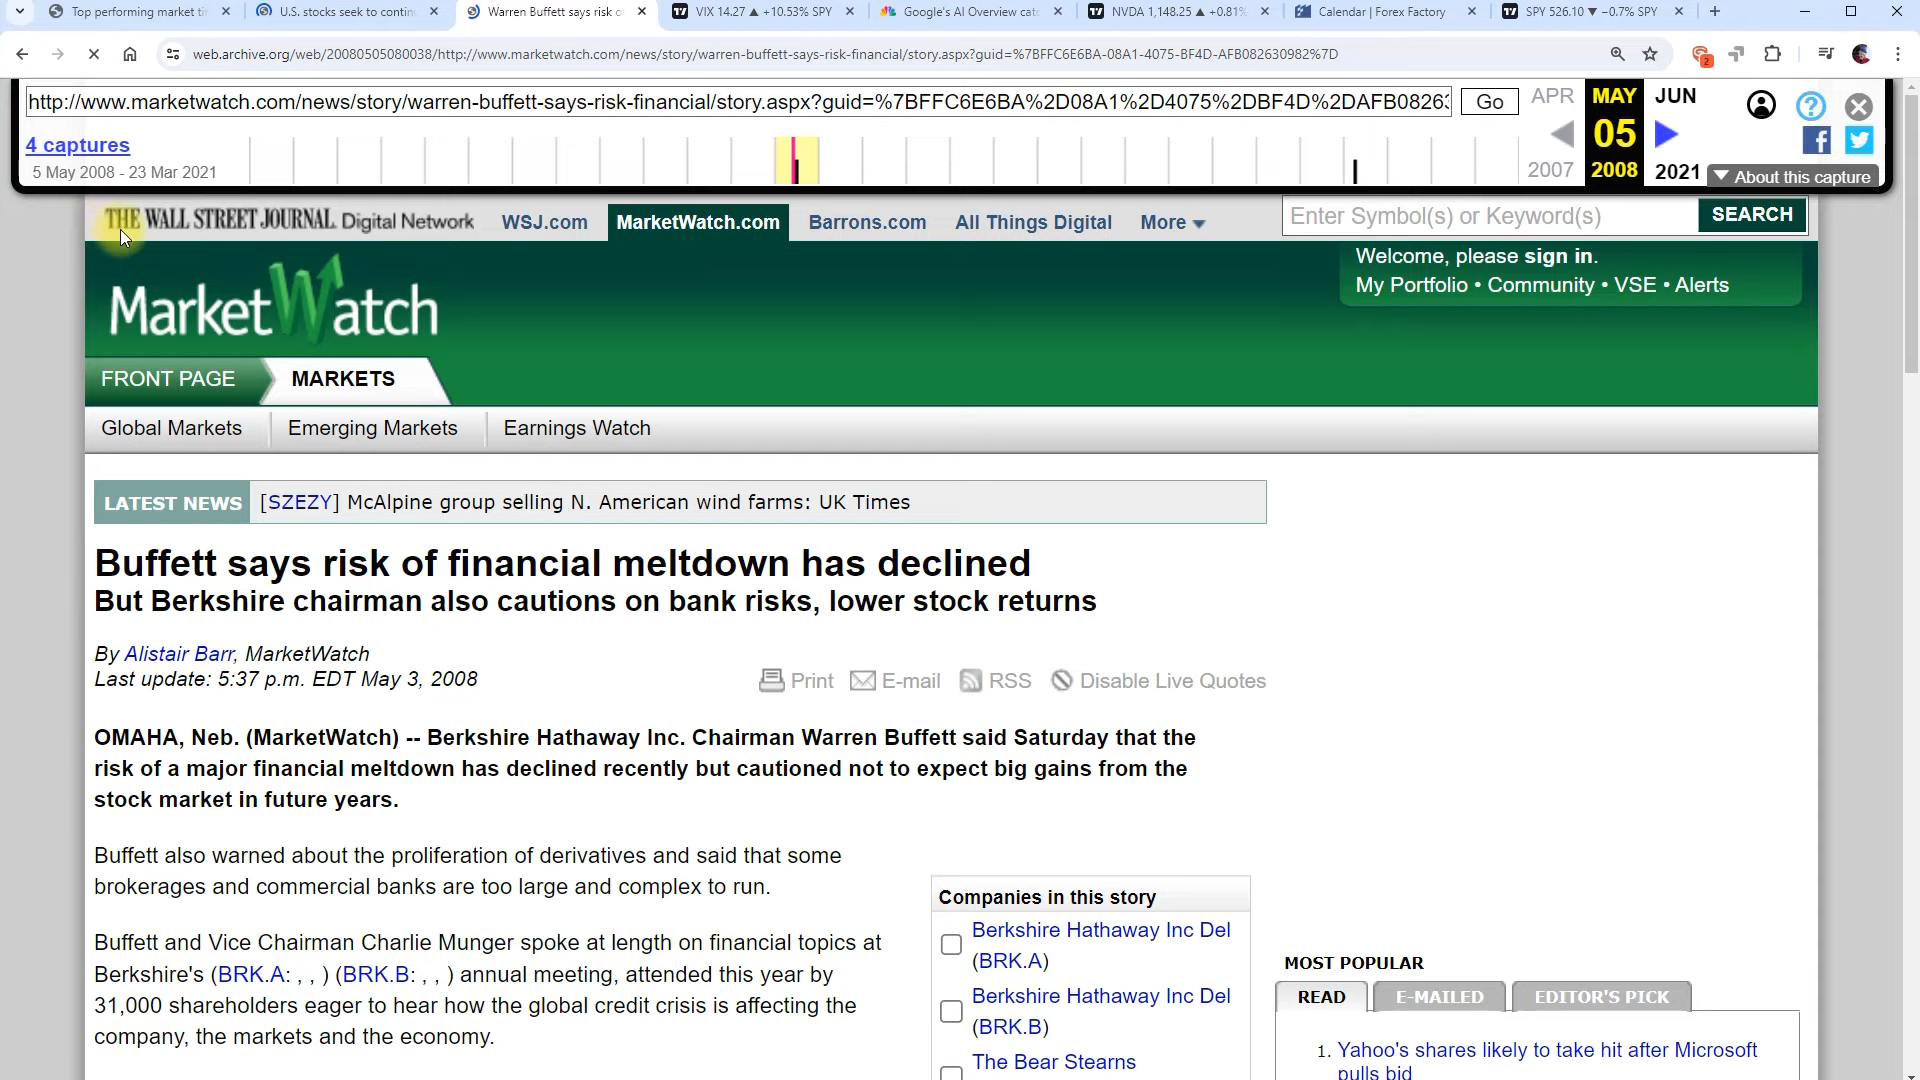 Top performing market ti
U.S. stocks seek to contin
Warren Buffett says risk o
VIX 14.27 ▲ +10.53% SPY
Google's AI Overview cat
NVDA 1,148.25 ▲ +0.81%
Calendar | Forex Factory
SPY 526.10 ▼ −0.7% SPY
web.archive.org/web/20080505080038/http://www.marketwatch.com/news/story/warren-buffett-says-risk-financial/story.aspx?guid=%7BFFC6E6BA-08A1-4075-BF4D-AFB082630982%7D
2
http://www.marketwatch.com/news/story/warren-buffett-says-risk-financial/story.aspx?guid=%7BFFC6E6BA%2D08A1%2D4075%2DBF4D%2DAFB08263
Go
APR MAY JUN
4 captures
05
5 May 2008 - 23 Mar 2021
2007 2008 2021
▼ About this capture
THE WALL STREET JOURNAL Digital Network
WSJ.com
MarketWatch.com
Barrons.com
All Things Digital
More
Enter Symbol(s) or Keyword(s)
SEARCH
Welcome, please sign in.
My Portfolio • Community • VSE • Alerts
MarketWatch
FRONT PAGE
MARKETS
Global Markets
Emerging Markets
Earnings Watch
LATEST NEWS
[SZEZY] McAlpine group selling N. American wind farms: UK Times
Buffett says risk of financial meltdown has declined
But Berkshire chairman also cautions on bank risks, lower stock returns
By Alistair Barr, MarketWatch
Last update: 5:37 p.m. EDT May 3, 2008
Print
E-mail
RSS
Disable Live Quotes
OMAHA, Neb. (MarketWatch) -- Berkshire Hathaway Inc. Chairman Warren Buffett said Saturday that the
risk of a major financial meltdown has declined recently but cautioned not to expect big gains from the
stock market in future years.
Buffett also warned about the proliferation of derivatives and said that some
brokerages and commercial banks are too large and complex to run.
Buffett and Vice Chairman Charlie Munger spoke at length on financial topics at
Berkshire's (BRK.A: , , ) (BRK.B: , , ) annual meeting, attended this year by
31,000 shareholders eager to hear how the global credit crisis is affecting the
company, the markets and the economy.
Companies in this story
Berkshire Hathaway Inc Del
(BRK.A)
Berkshire Hathaway Inc Del
(BRK.B)
The Bear Stearns
MOST POPULAR
READ
E-MAILED
EDITOR'S PICK
1. Yahoo's shares likely to take hit after Microsoft
pulls bid